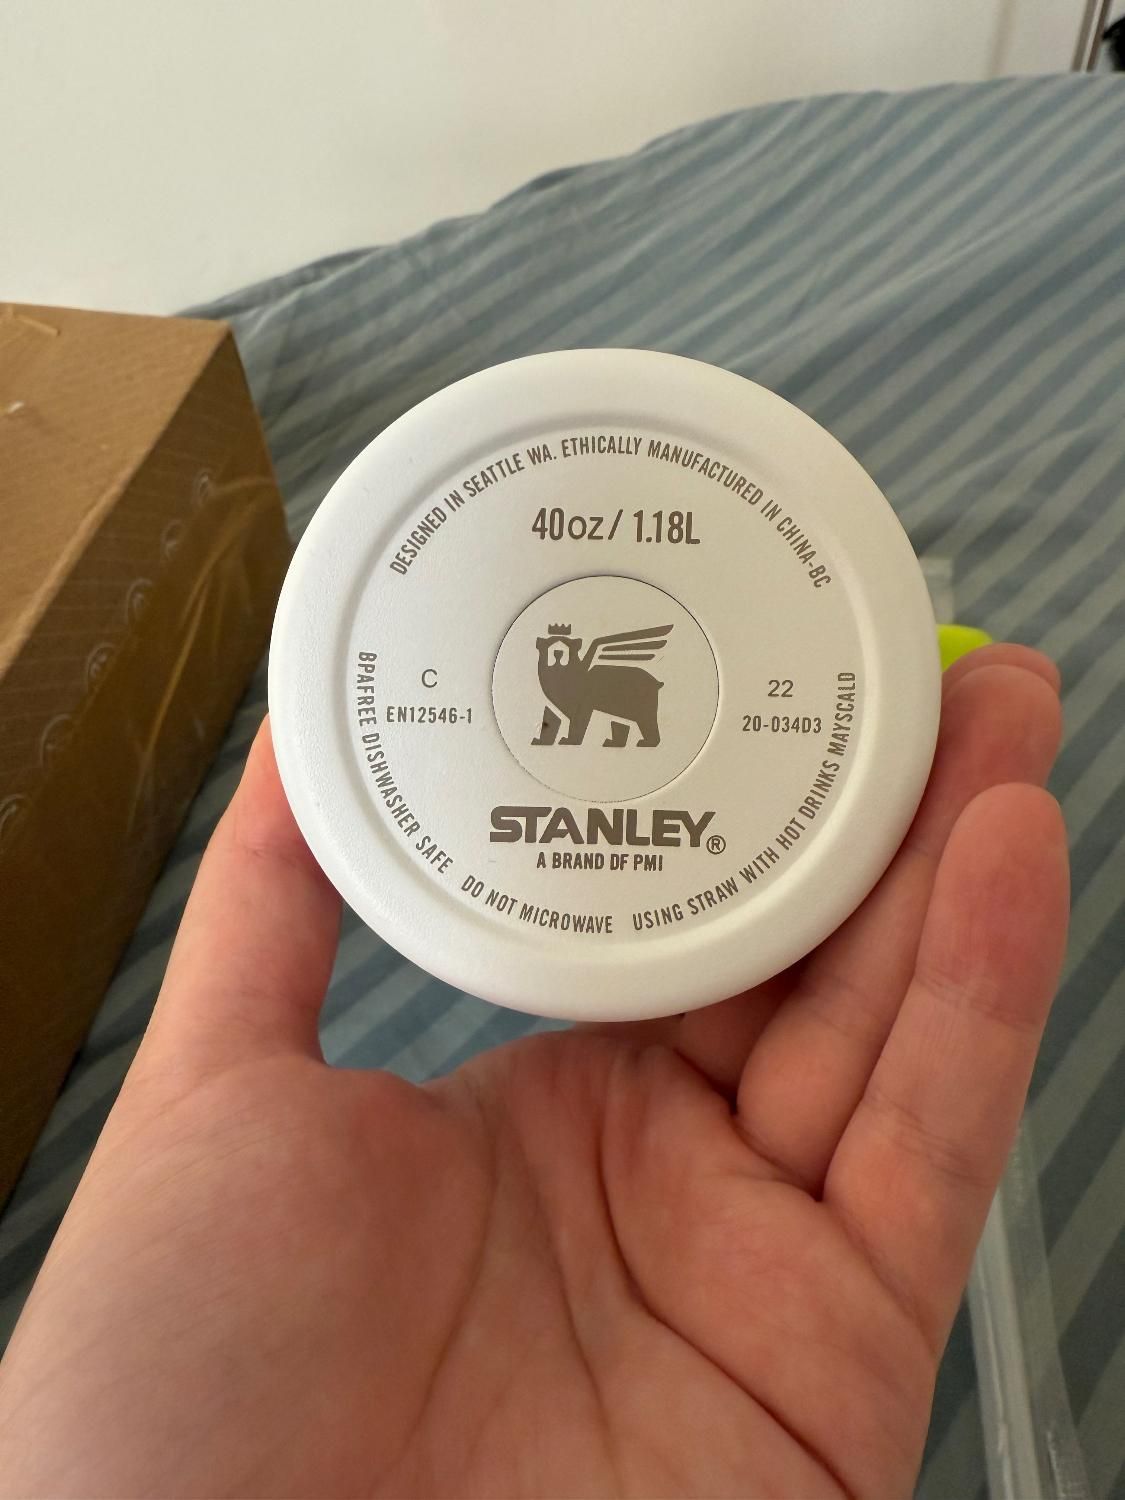 DESIGNED IN SEATTLE WA. ETHICALLY MANUFACTURED IN CHINA-BC
40oz/ 1.18L
C
EN12546-1
22
20-034D3
STANLEY®
A BRAND DF PMI
BPAFREE DISHWASHER SAFE DO NOT MICROWAVE USING STRAW WITH HOT DRINKS MAYSCALD